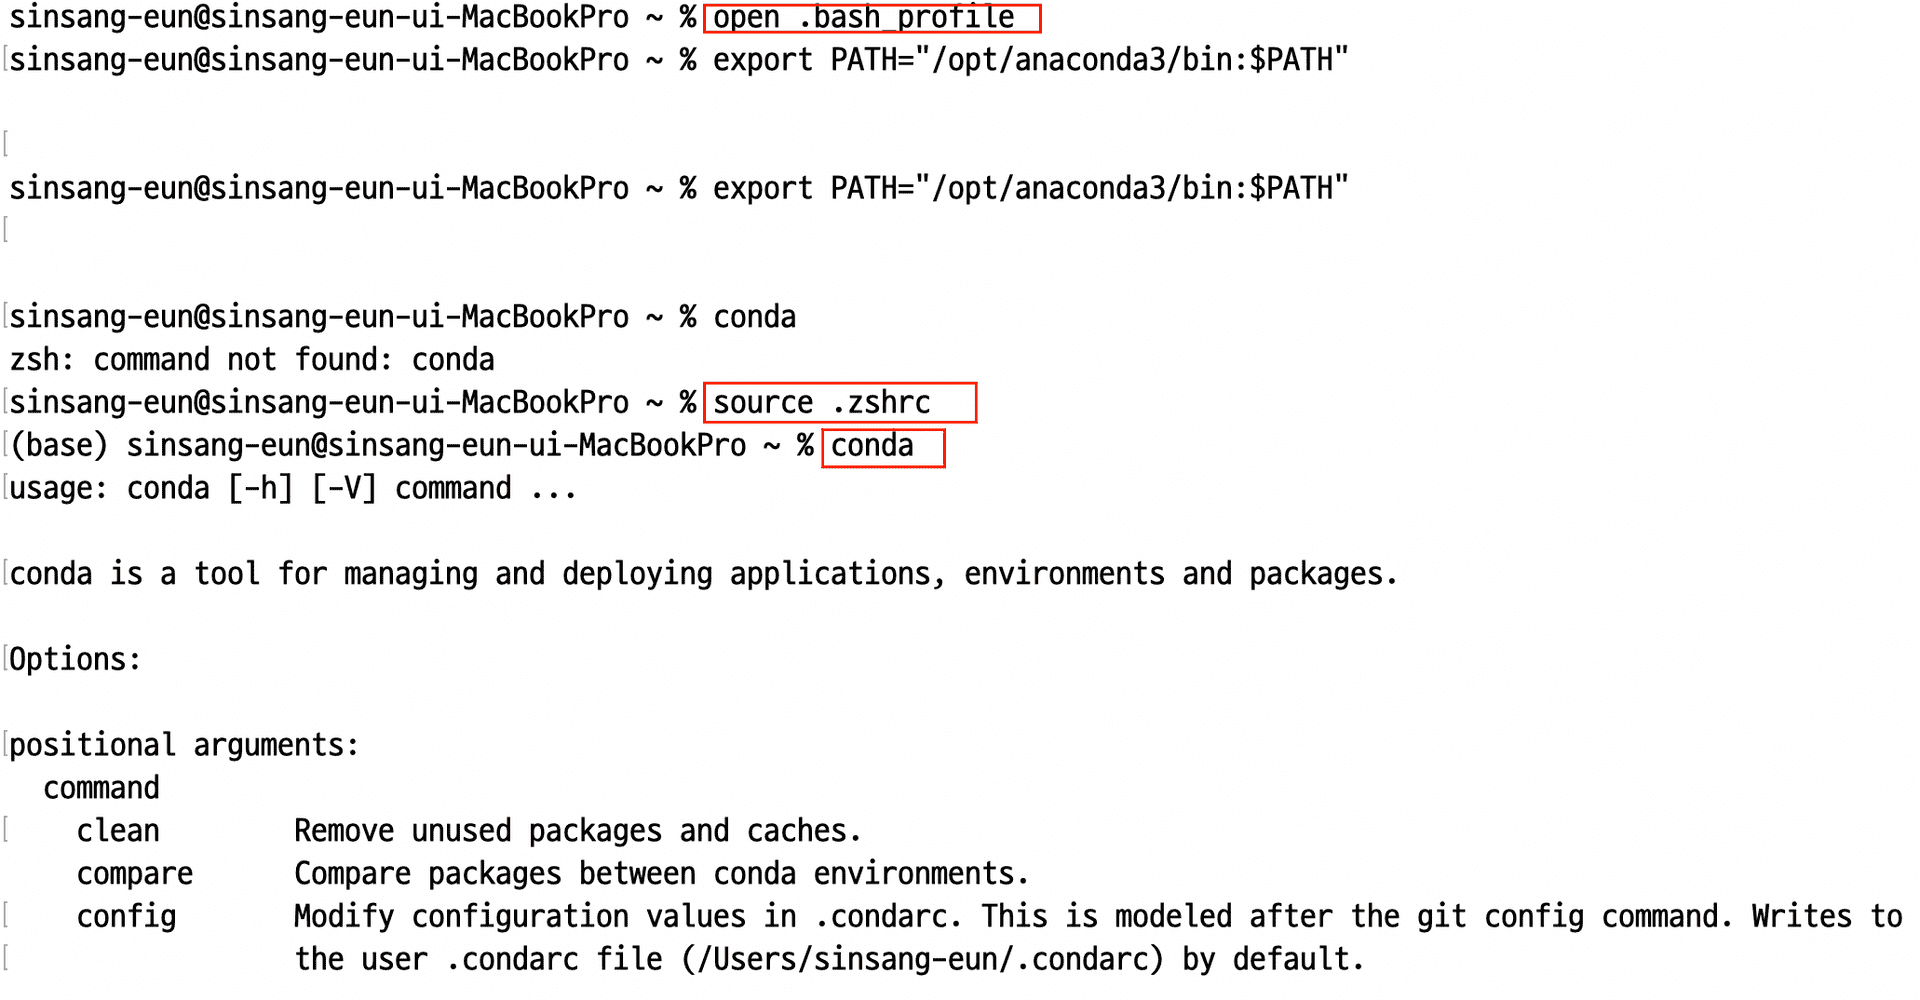 sinsang-eun@sinsang-eun-ui-MacBookPro ~ % open .bash_profile
[sinsang-eun@sinsang-eun-ui-MacBookPro ~ % export PATH="/opt/anaconda3/bin:$PATH"
[
sinsang-eun@sinsang-eun-ui-MacBookPro ~ % export PATH="/opt/anaconda3/bin:$PATH"
[
[sinsang-eun@sinsang-eun-ui-MacBookPro ~ % conda
zsh: command not found: conda
[sinsang-eun@sinsang-eun-ui-MacBookPro ~ % source .zshrc
[(base) sinsang-eun@sinsang-eun-ui-MacBookPro ~ % conda
[usage: conda [-h] [-V] command ...
[conda is a tool for managing and deploying applications, environments and packages.
[Options:
[positional arguments:
  command
[    clean        Remove unused packages and caches.
    compare      Compare packages between conda environments.
[    config       Modify configuration values in .condarc. This is modeled after the git config command. Writes to
[                 the user .condarc file (/Users/sinsang-eun/.condarc) by default.